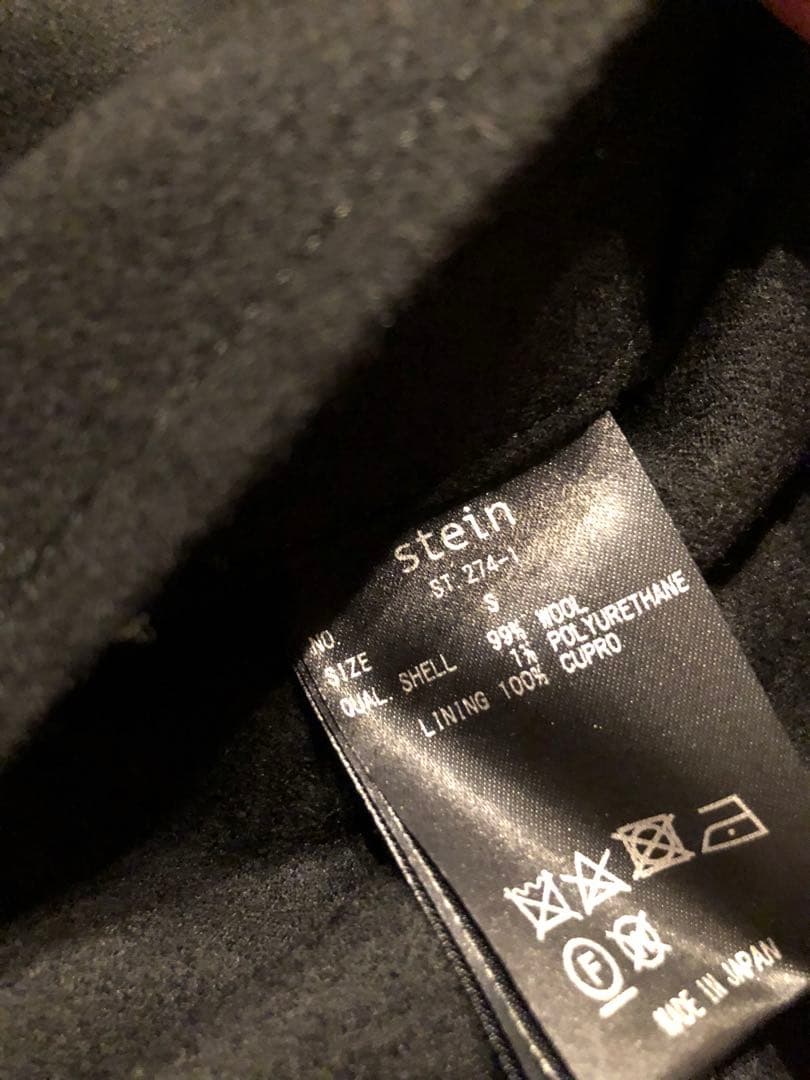 stein
NO. ST 274-1
SIZE S
QUAL. SHELL 99% WOOL
1% POLYURETHANE
LINING 100% CUPRO
F
MADE IN JAPAN